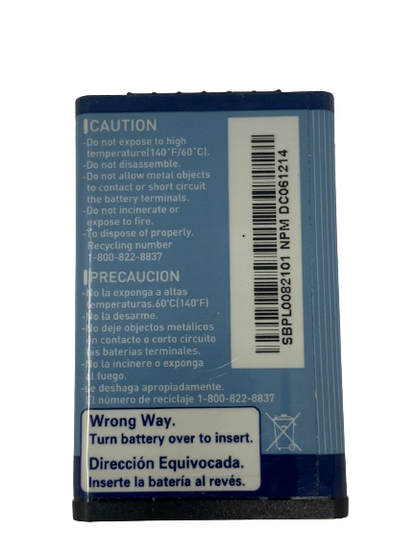 CAUTION
-Do not expose to high
temperature(140°F/60°C).
-Do not disassemble.
-Do not allow metal objects
to contact or short circuit
the battery terminals.
-Do not incinerate or
expose to fire.
-To dispose of properly.
Recycling number
1-800-822-8837
PRECAUCION
-No la exponga a altas
temperaturas.60°C(140°F)
-No la desarme.
-No deje objectos metálicos
en contacto o corto circuito
las baterías terminales.
-No la incinere o exponga
al fuego.
-Se deshaga apropiadamente.
El número de reciclaje 1-800-822-8837
SBPL0082101 NPM DC061214
Wrong Way.
Turn battery over to insert.
Dirección Equivocada.
Inserte la batería al revés.